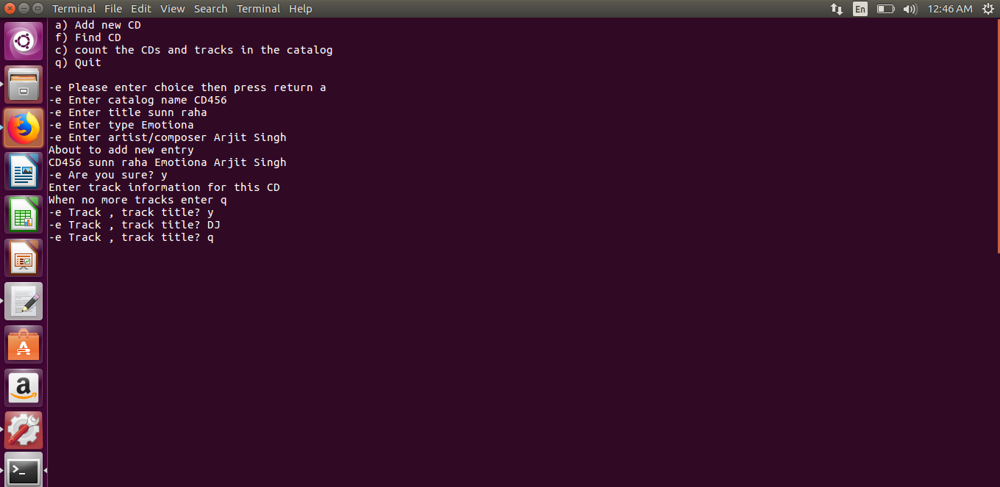 Terminal File Edit View Search Terminal Help En 12:46 AM
a) Add new CD
f) Find CD
c) count the CDs and tracks in the catalog
q) Quit
-e Please enter choice then press return a
-e Enter catalog name CD456
-e Enter title sunn raha
-e Enter type Emotiona
-e Enter artist/composer Arjit Singh
About to add new entry
CD456 sunn raha Emotiona Arjit Singh
-e Are you sure? y
Enter track information for this CD
When no more tracks enter q
-e Track , track title? y
-e Track , track title? DJ
-e Track , track title? q